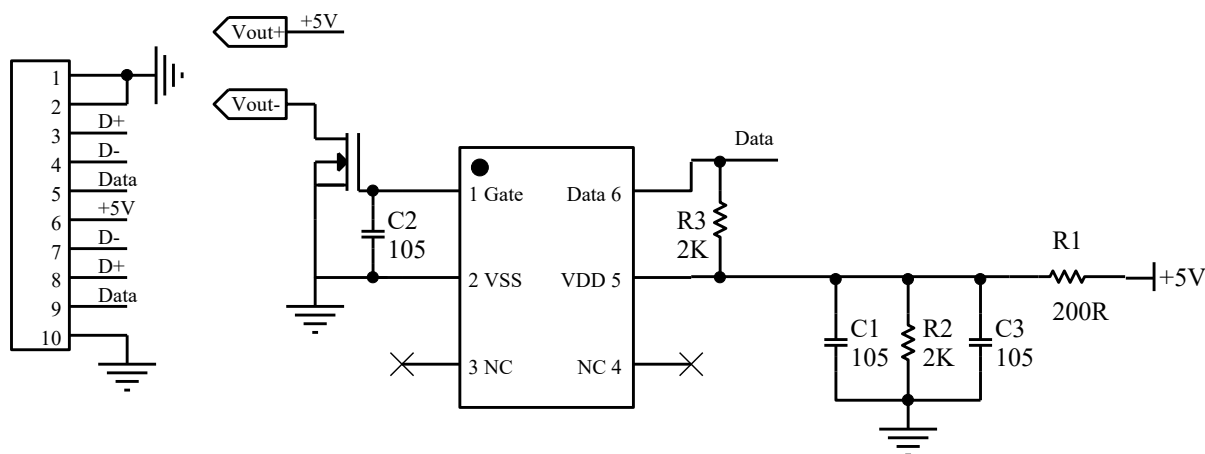 Vout+ +5V
1
2
3 D+
4 D-
5 Data
6 +5V
7 D-
8 D+
9 Data
10
Vout-
C2
105
1 Gate
2 VSS
3 NC
Data 6
VDD 5
NC 4
Data
R3
2K
C1
105
R2
2K
C3
105
R1
200R
+5V